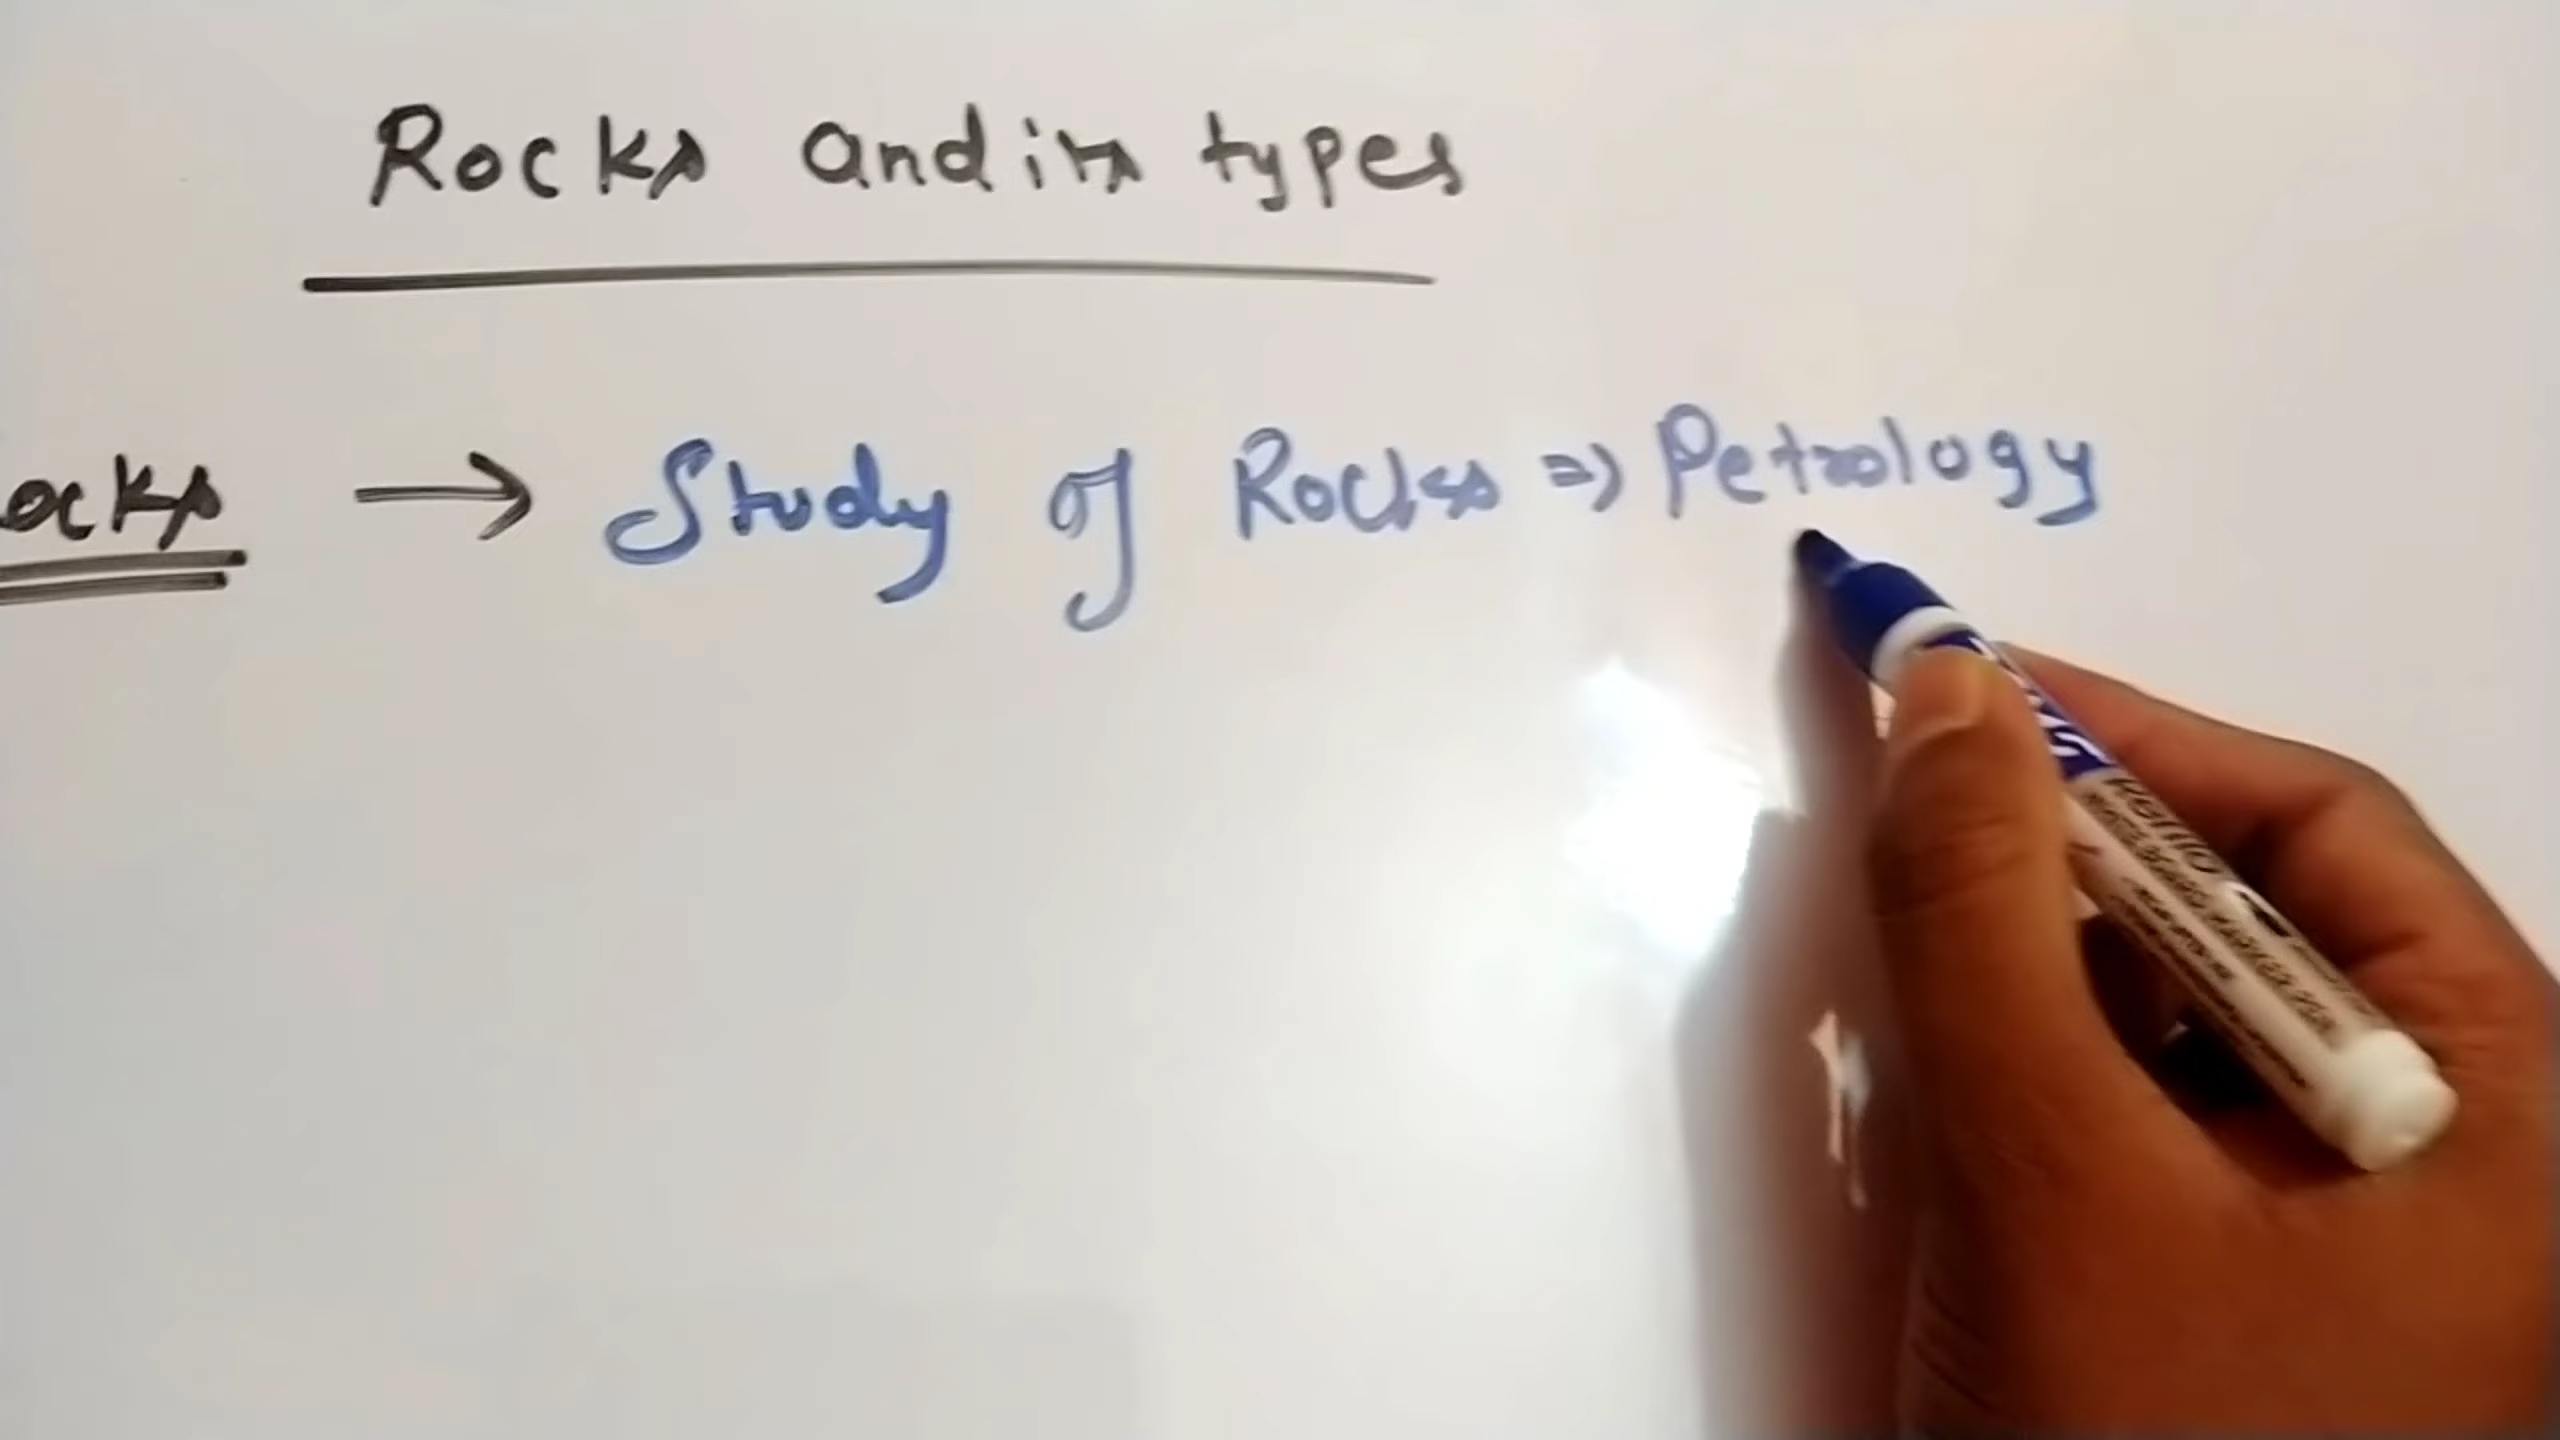 Rocks and its types
ocks → Study of Rocks ⇒ Petrology